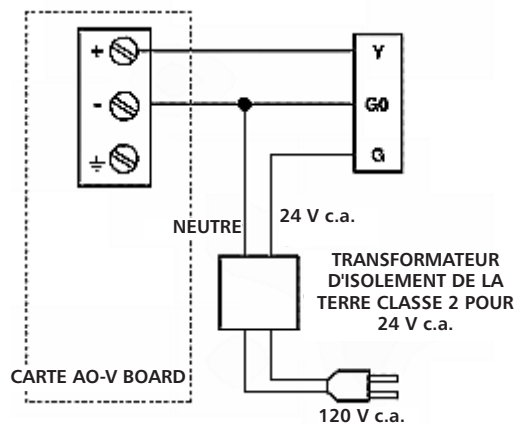 +
Y
-
G0
G
NEUTRE
24 V c.a.
TRANSFORMATEUR
D'ISOLEMENT DE LA
TERRE CLASSE 2 POUR
24 V c.a.
CARTE AO-V BOARD
120 V c.a.